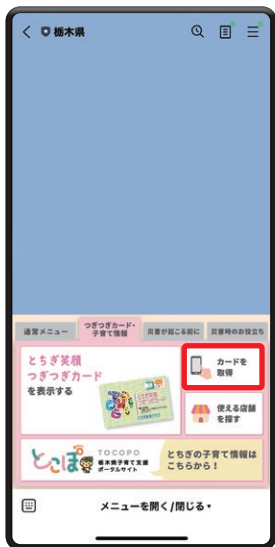 栃木県
通常メニュー
つぎつぎカード・
子育て情報
災害が起こる前に
災害時のお役立ち
とちぎ笑顔
つぎつぎカード
を表示する
カードを
取得
使える店舗
を探す
とこぽ
TOCOPO
栃木県子育て支援
ポータルサイト
とちぎの子育て情報は
こちらから！
メニューを開く/閉じる